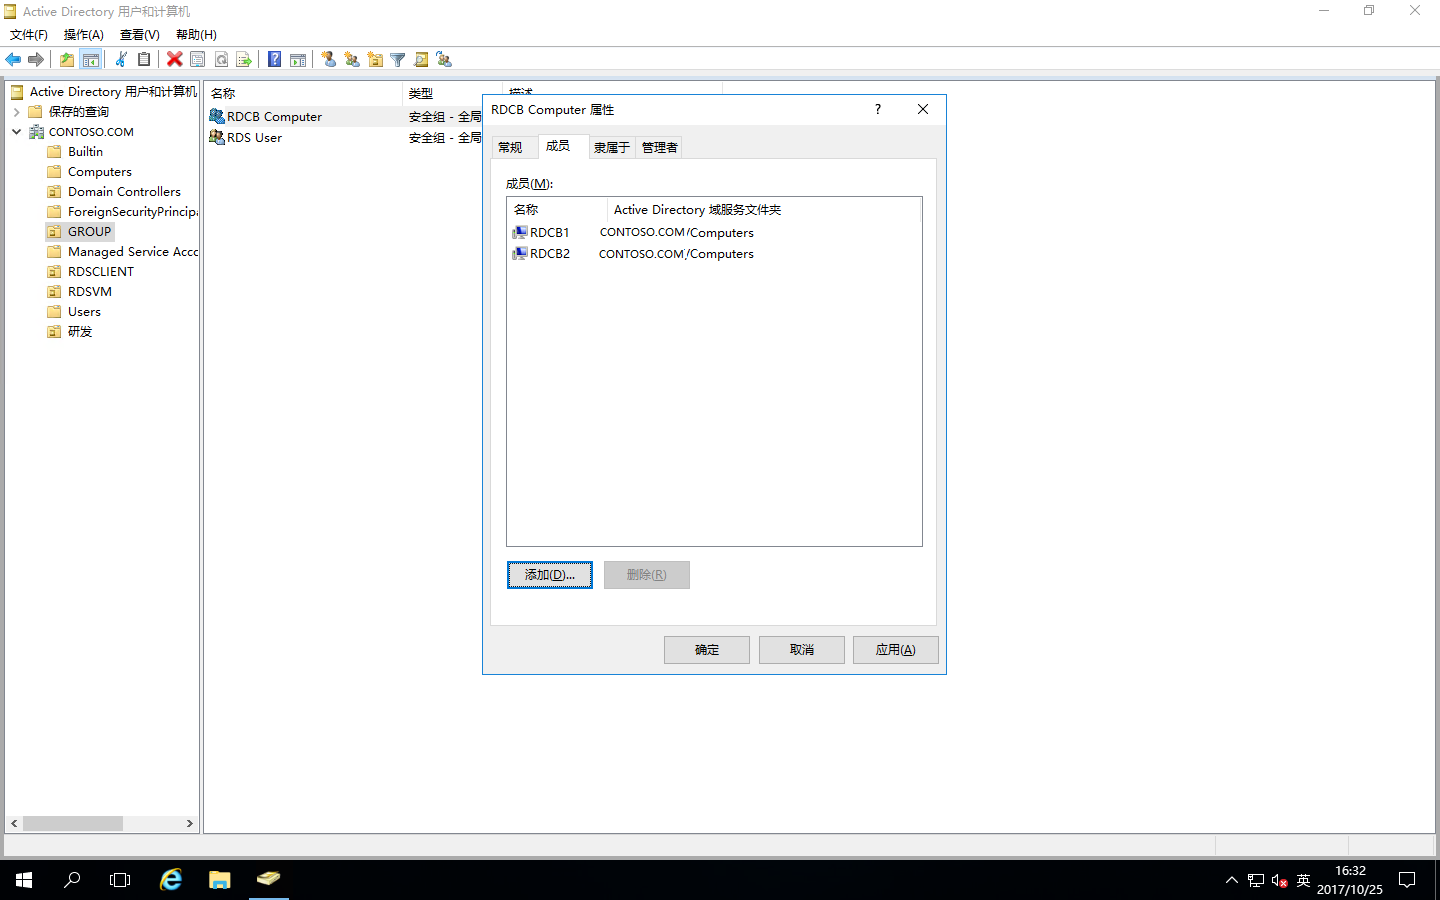 Active Directory 用户和计算机
文件(F) 操作(A) 查看(V) 帮助(H)
Active Directory 用户和计算机
保存的查询
CONTOSO.COM
Builtin
Computers
Domain Controllers
ForeignSecurityPrincipa
GROUP
Managed Service Acco
RDSCLIENT
RDSVM
Users
研发
名称 类型 描述
RDCB Computer 安全组 - 全局
RDS User 安全组 - 全局
RDCB Computer 属性
?
常规 成员 隶属于 管理者
成员(M):
名称 Active Directory 域服务文件夹
RDCB1 CONTOSO.COM/Computers
RDCB2 CONTOSO.COM/Computers
添加(D)... 删除(R)
确定 取消 应用(A)
英
16:32
2017/10/25